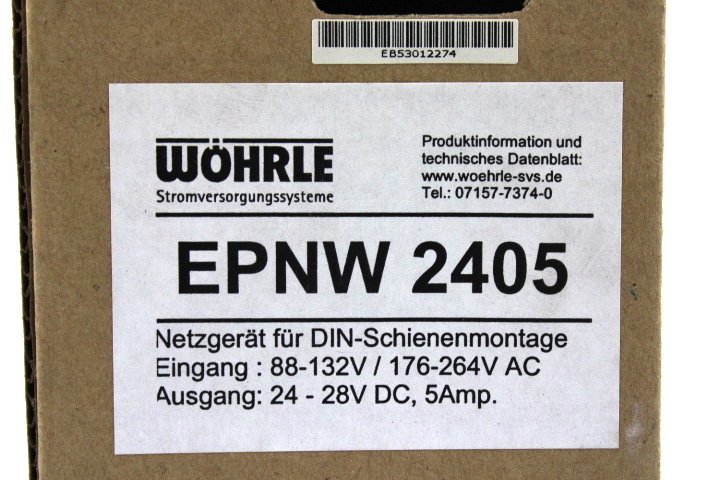 EB53012274
WÖHRLE
Stromversorgungssysteme
Produktinformation und
technisches Datenblatt:
www.woehrle-svs.de
Tel.: 07157-7374-0
EPNW 2405
Netzgerät für DIN-Schienenmontage
Eingang : 88-132V / 176-264V AC
Ausgang: 24 - 28V DC, 5Amp.